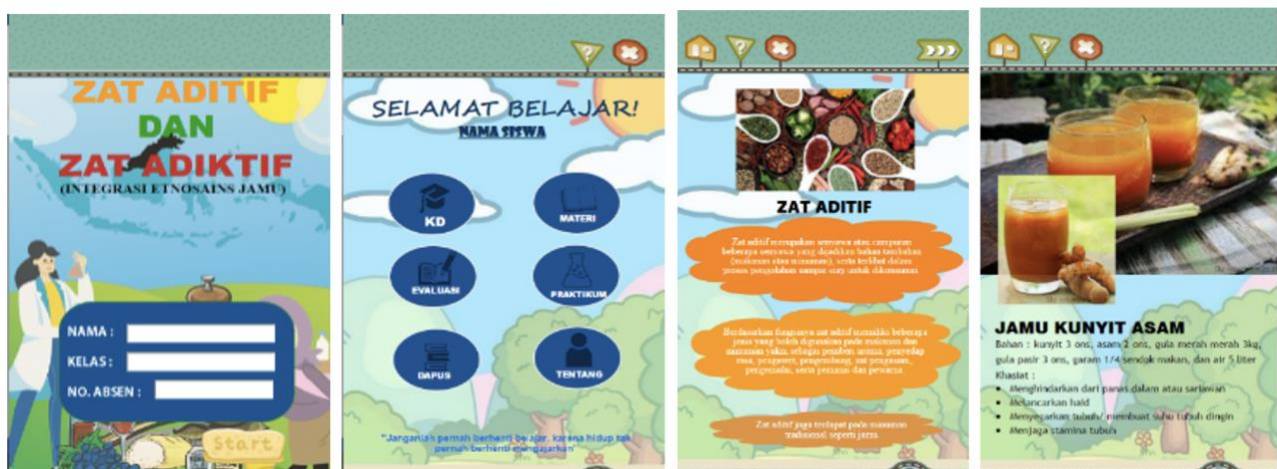 ZAT ADITIF
DAN
ZAT ADIKTIF
(INTEGRASI ETNOSAINS JAMU)
NAMA :
KELAS :
NO. ABSEN :
Start
?
SELAMAT BELAJAR!
NAMA SISWA
KD
MATERI
EVALUASI
PRAKTIKUM
DAPUS
TENTANG
"Janganlah pernah berhenti belajar, karena hidup tak
pernah berhenti mengajarkan"
?
ZAT ADITIF
Zat aditif merupakan senyawa atau campuran
beberapa senyawa yang dijadikan bahan tambahan
(makanan atau minuman), serta terlibat dalam
proses pengolahan sampai siap untuk dikonsumsi.
Berdasarkan fungsinya zat aditif memiliki beberapa
jenis yang boleh digunakan pada makanan dan
minuman yakni sebagai pemberi aroma, penyedap
rasa, pengawet, pengembang, zat pengasam,
pengemulsi, serta pemanis dan pewarna.
Zat aditif juga terdapat pada minuman
tradisional seperti jamu.
?
JAMU KUNYIT ASAM
Bahan : kunyit 3 ons, asam 2 ons, gula merah merah 3kg,
gula pasir 3 ons, garam 1/4 sendok makan, dan air 5 liter
Khasiat :
• Menghindarkan dari panas dalam atau sariawan
• Melancarkan haid
• Menyegarkan tubuh/ membuat suhu tubuh dingin
• Menjaga stamina tubuh